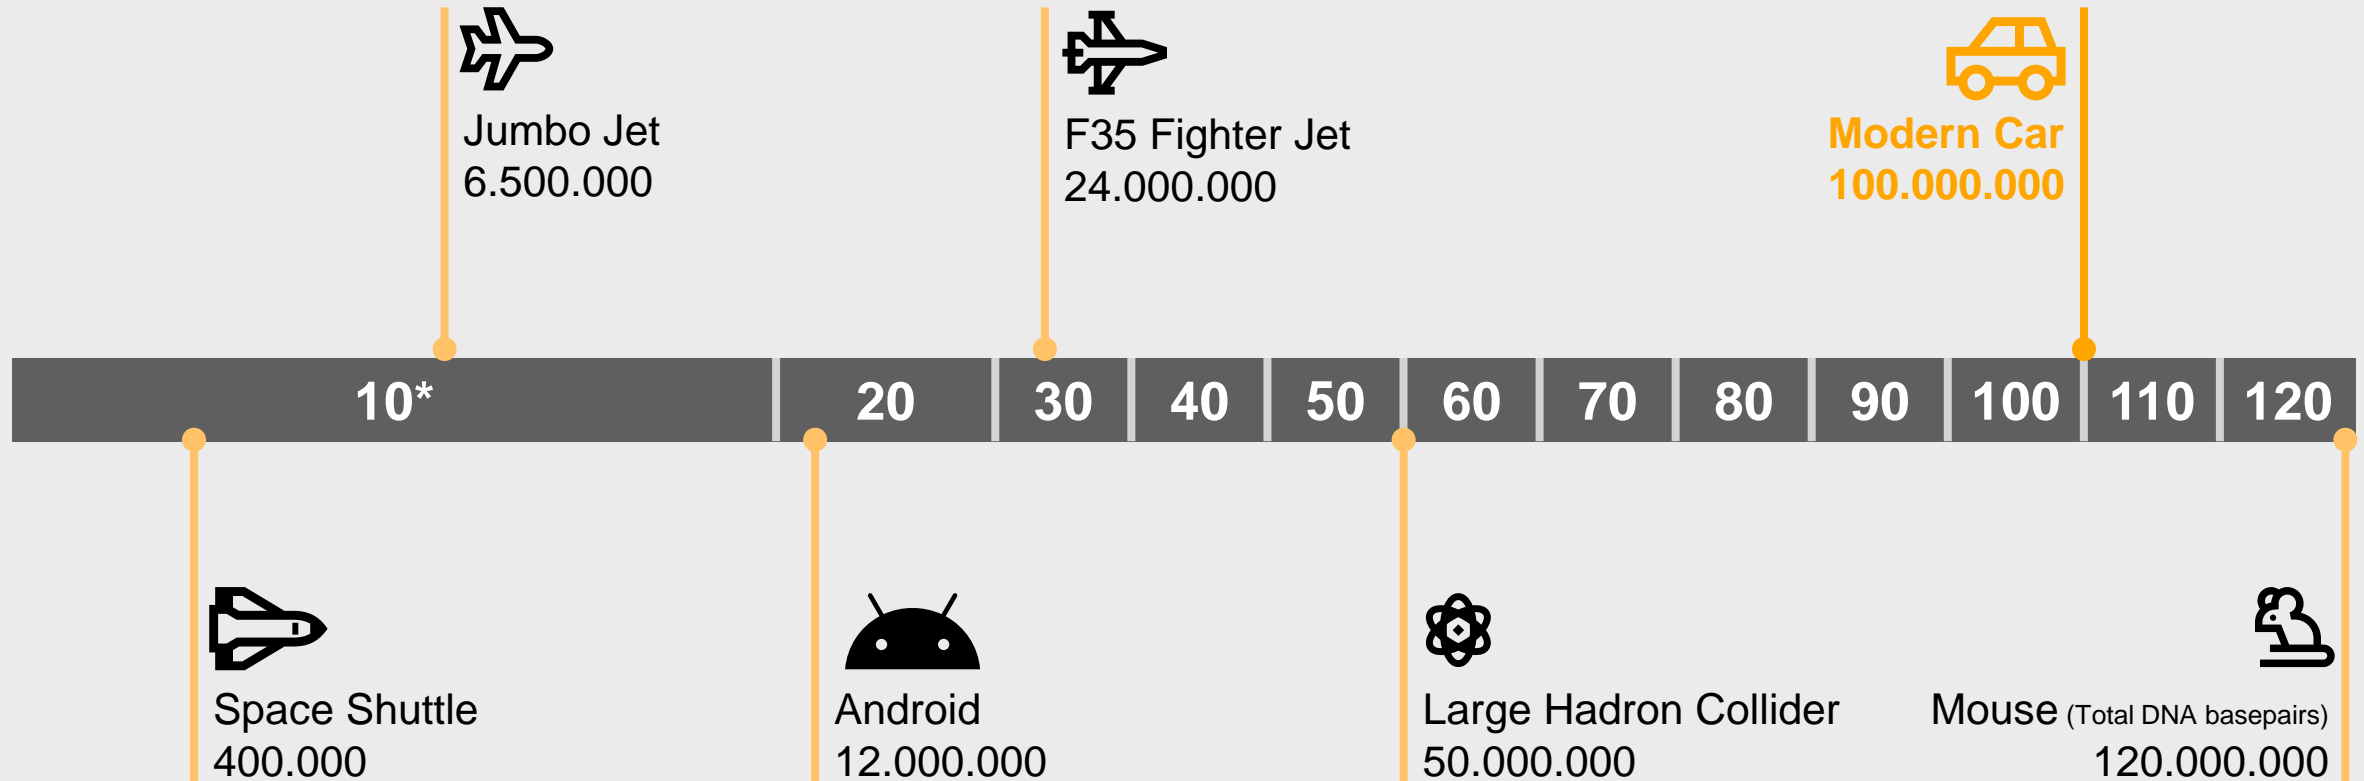 Jumbo Jet
6.500.000
F35 Fighter Jet
24.000.000
Modern Car
100.000.000
10* 20 30 40 50 60 70 80 90 100 110 120
Space Shuttle
400.000
Android
12.000.000
Large Hadron Collider
50.000.000
Mouse (Total DNA basepairs)
120.000.000